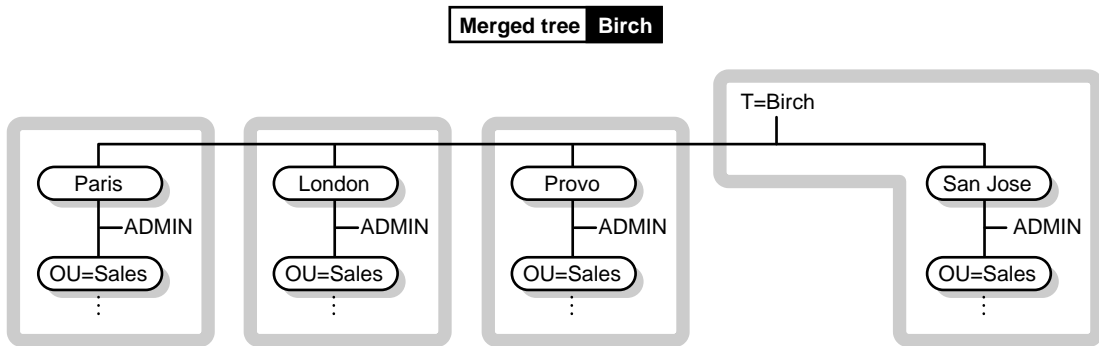 Merged tree Birch
T=Birch
Paris London Provo San Jose
ADMIN ADMIN ADMIN ADMIN
OU=Sales OU=Sales OU=Sales OU=Sales